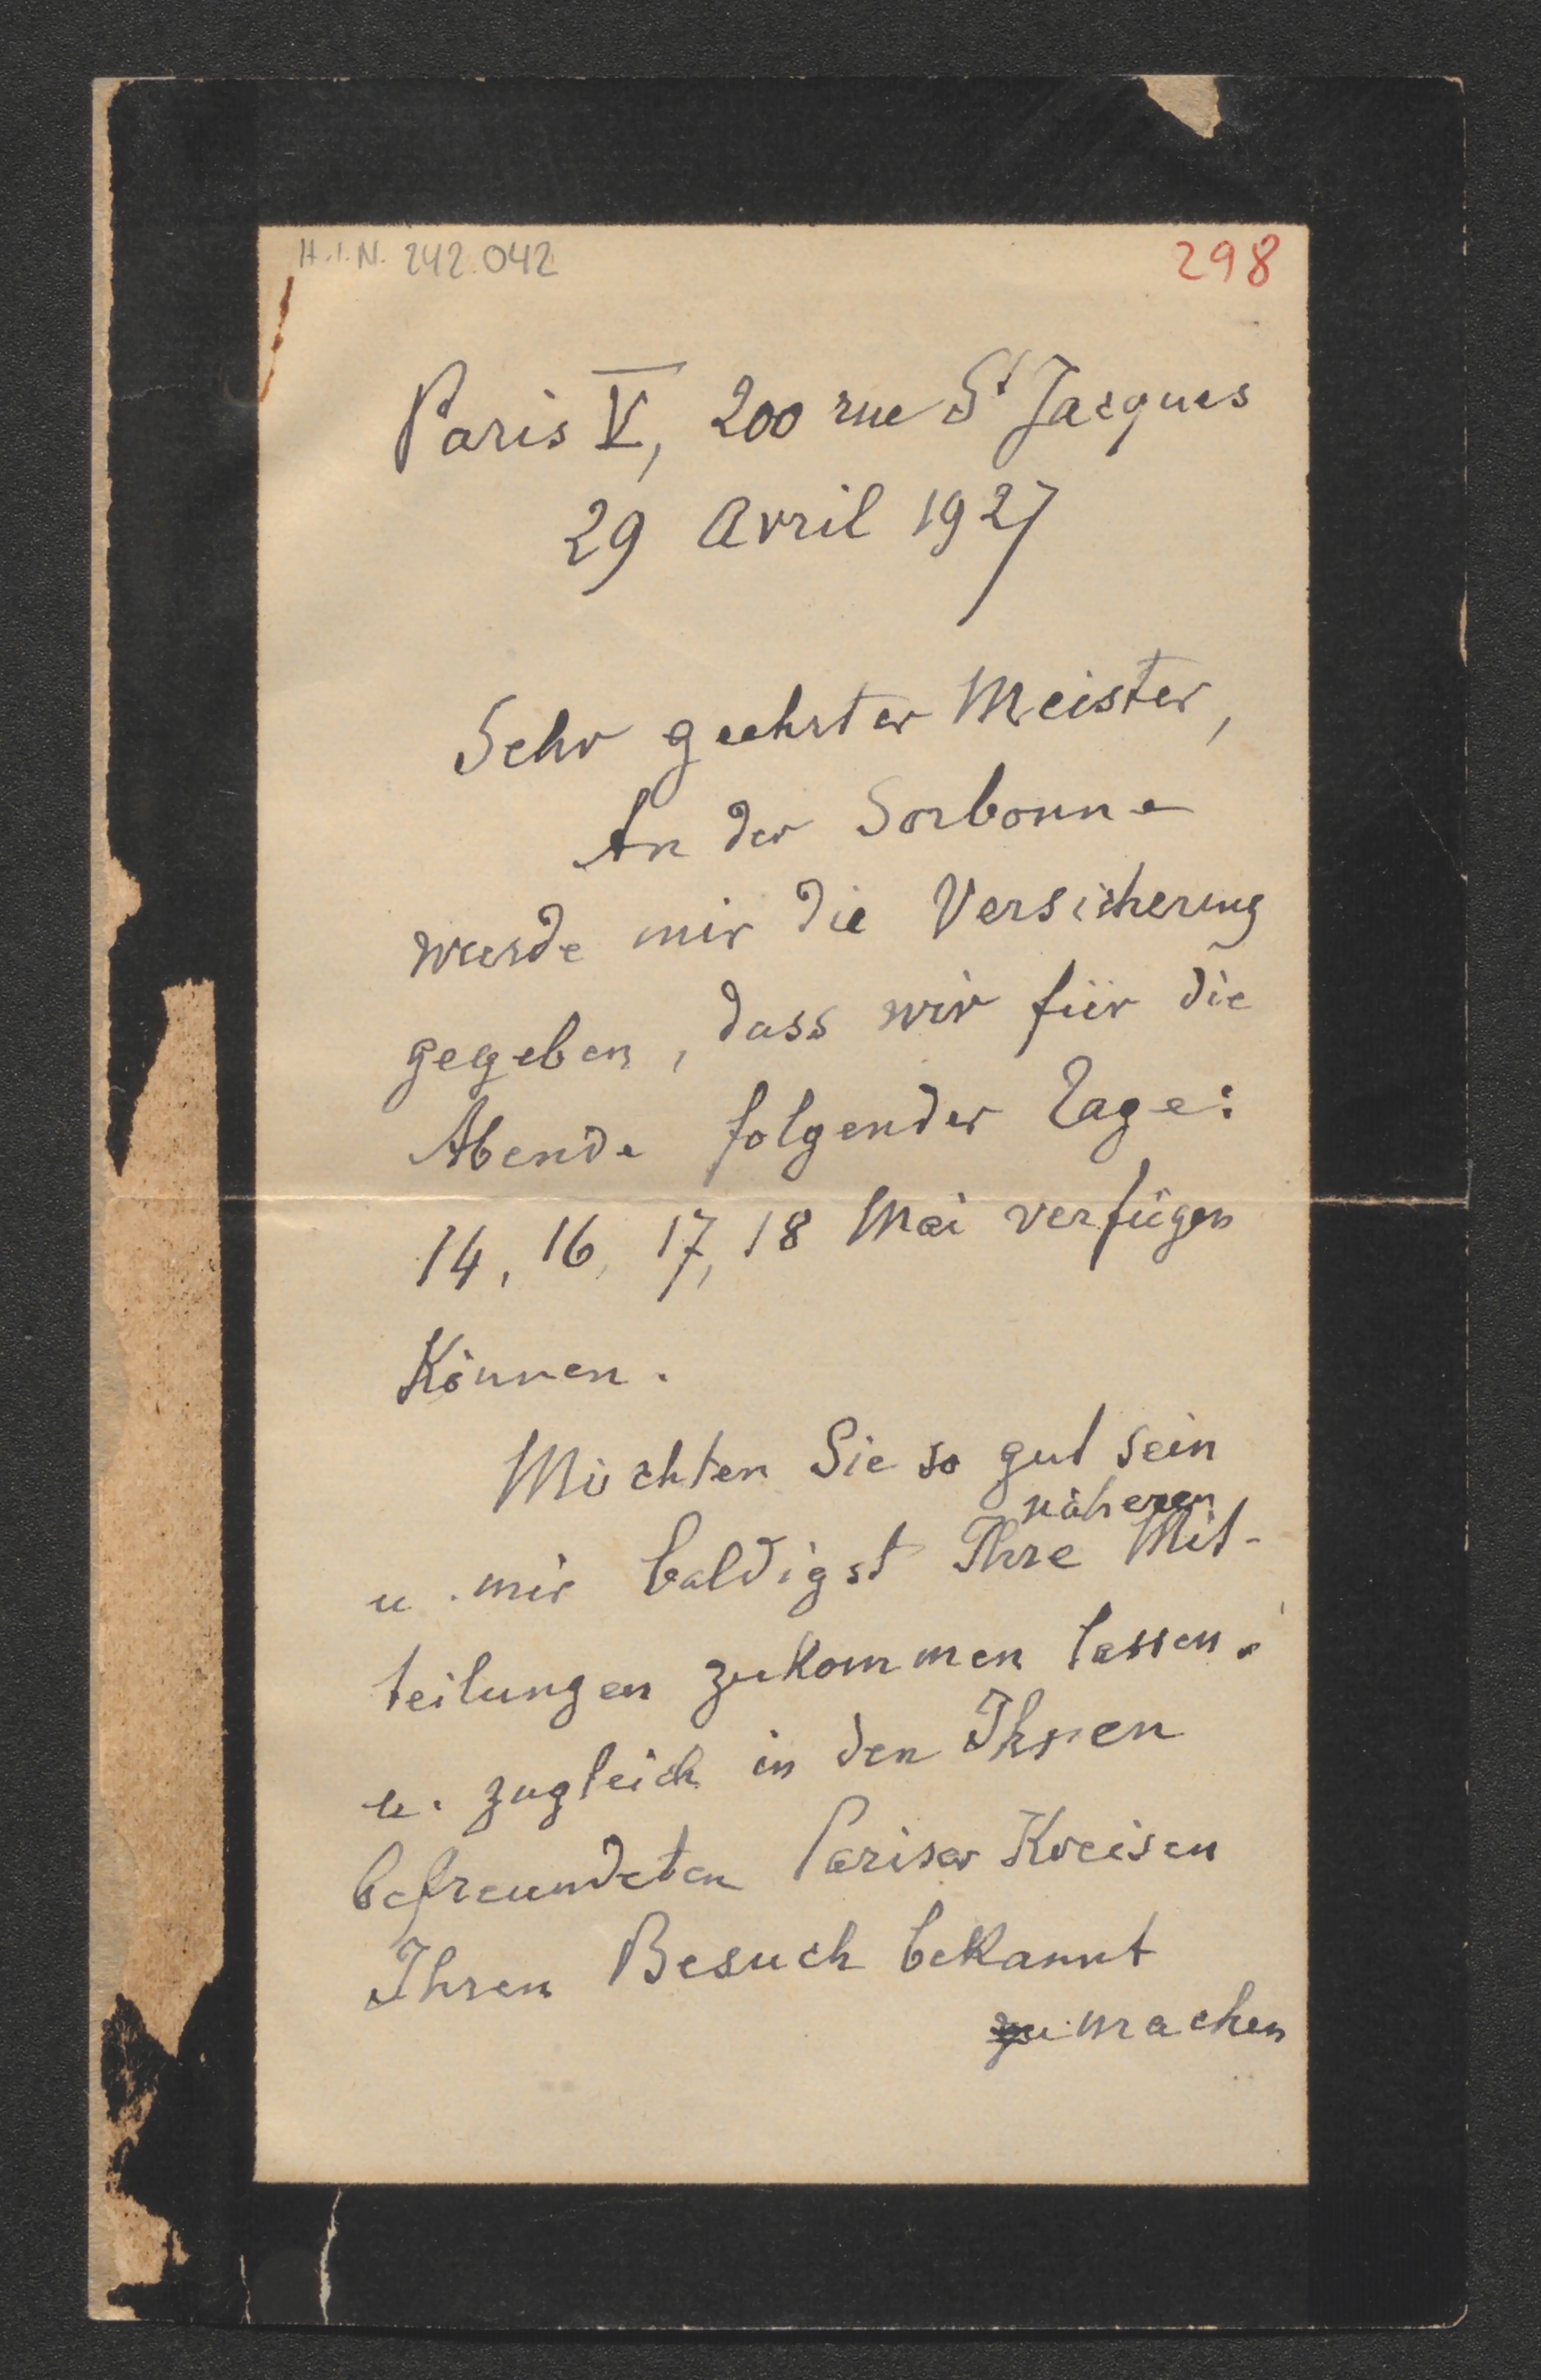 H.I.N. 242.042
298
Paris V, 200 rue St Jacques
29 Avril 1927
Sehr geehrter Meister,
An der Sorbonne
wurde mir die Versicherung
gegeben, dass wir für die
Abende folgender Tage:
14, 16, 17, 18 Mai verfügen
Können.
Möchten Sie so gut sein
näheren
u. mir baldigst Ihre Mit-
teilungen zukommen lassen.
u. zugleich in den Ihnen
befreundeten Pariser Kreisen
Ihren Besuch bekannt
zu machen